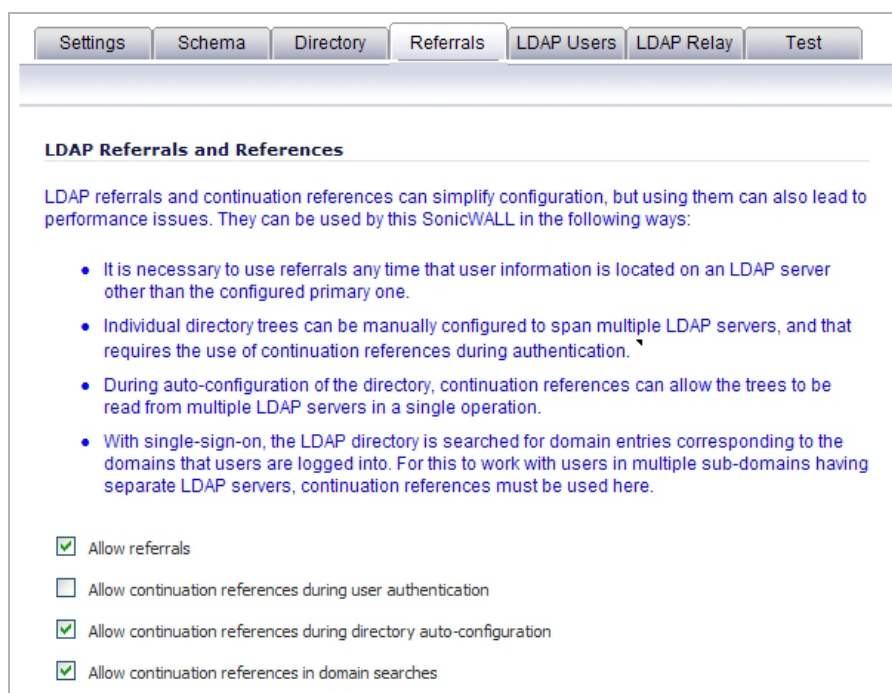 Settings Schema Directory Referrals LDAP Users LDAP Relay Test
LDAP Referrals and References
LDAP referrals and continuation references can simplify configuration, but using them can also lead to
performance issues. They can be used by this SonicWALL in the following ways:
• It is necessary to use referrals any time that user information is located on an LDAP server
other than the configured primary one.
• Individual directory trees can be manually configured to span multiple LDAP servers, and that
requires the use of continuation references during authentication.
• During auto-configuration of the directory, continuation references can allow the trees to be
read from multiple LDAP servers in a single operation.
• With single-sign-on, the LDAP directory is searched for domain entries corresponding to the
domains that users are logged into. For this to work with users in multiple sub-domains having
separate LDAP servers, continuation references must be used here.
Allow referrals
Allow continuation references during user authentication
Allow continuation references during directory auto-configuration
Allow continuation references in domain searches